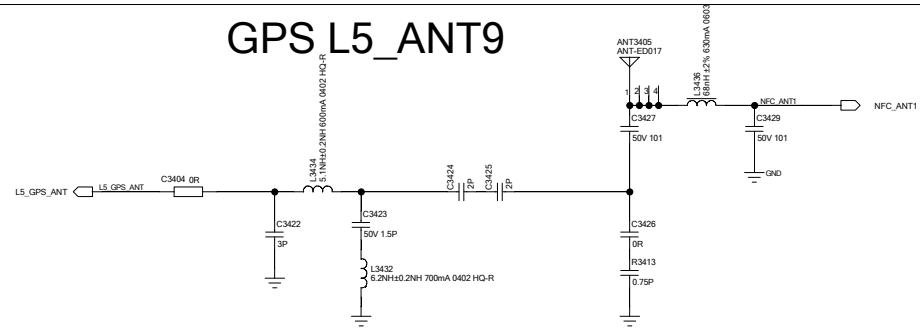 GPS L5_ANT9
ANT3405
ANT-ED017
1 2 3 4
L3436
68nH ±2% 630mA 0603
NFC_ANT1
NFC_ANT1
C3427
50V 101
C3429
50V 101
GND
L5_GPS_ANT
L5_GPS_ANT
C3404 0R
L3434
5.1NH±0.2NH 600mA 0402 HQ-R
C3424
2P
C3425
2P
C3422
3P
C3423
50V 1.5P
L3432
6.2NH±0.2NH 700mA 0402 HQ-R
C3426
0R
R3413
0.75P